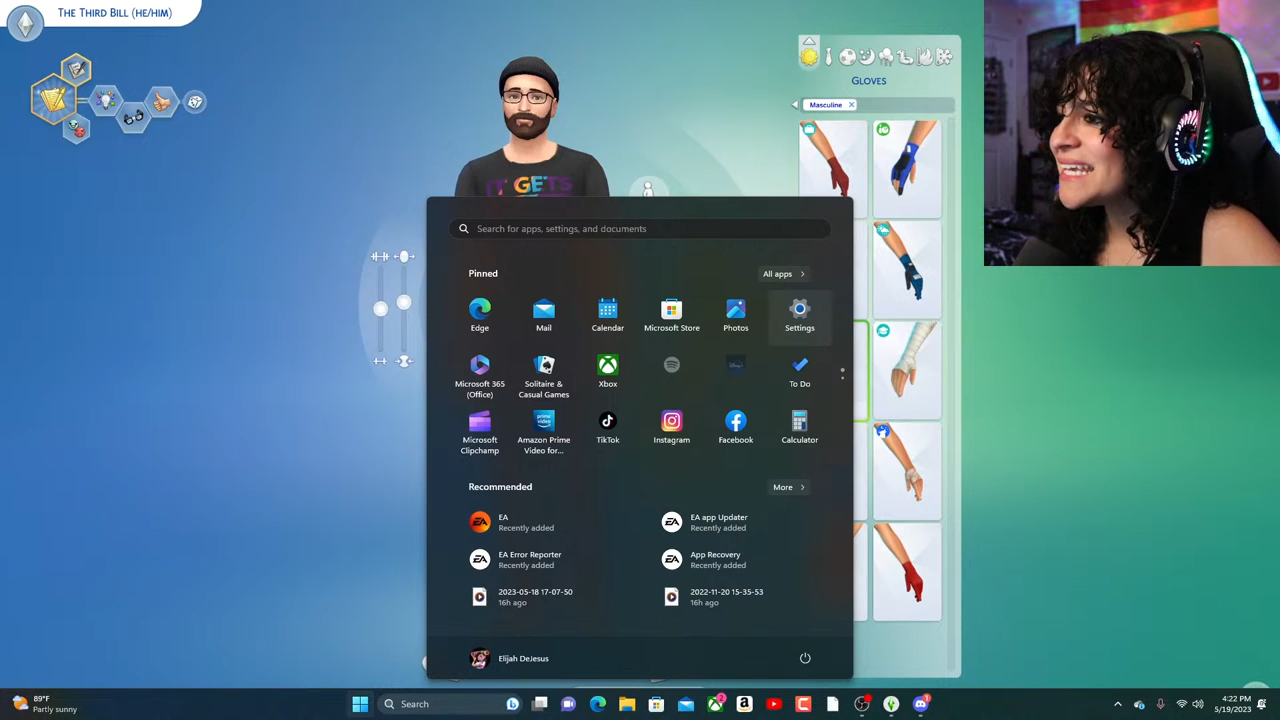 THE THIRD BILL (HE/HIM)
GLOVES
Masculine
IT GETS
Search for apps, settings, and documents
Pinned
All apps
Edge
Mail
Calendar
Microsoft Store
Photos
Settings
Microsoft 365
(Office)
Solitaire &
Casual Games
Xbox
To Do
Microsoft
Clipchamp
Amazon Prime
Video for...
TikTok
Instagram
Facebook
Calculator
Recommended
More
EA
Recently added
EA app Updater
Recently added
EA Error Reporter
Recently added
App Recovery
Recently added
2023-05-18 17-07-50
16h ago
2022-11-20 15-35-53
16h ago
Elijah DeJesus
89°F
Partly sunny
Search
2
1
4:22 PM
5/19/2023